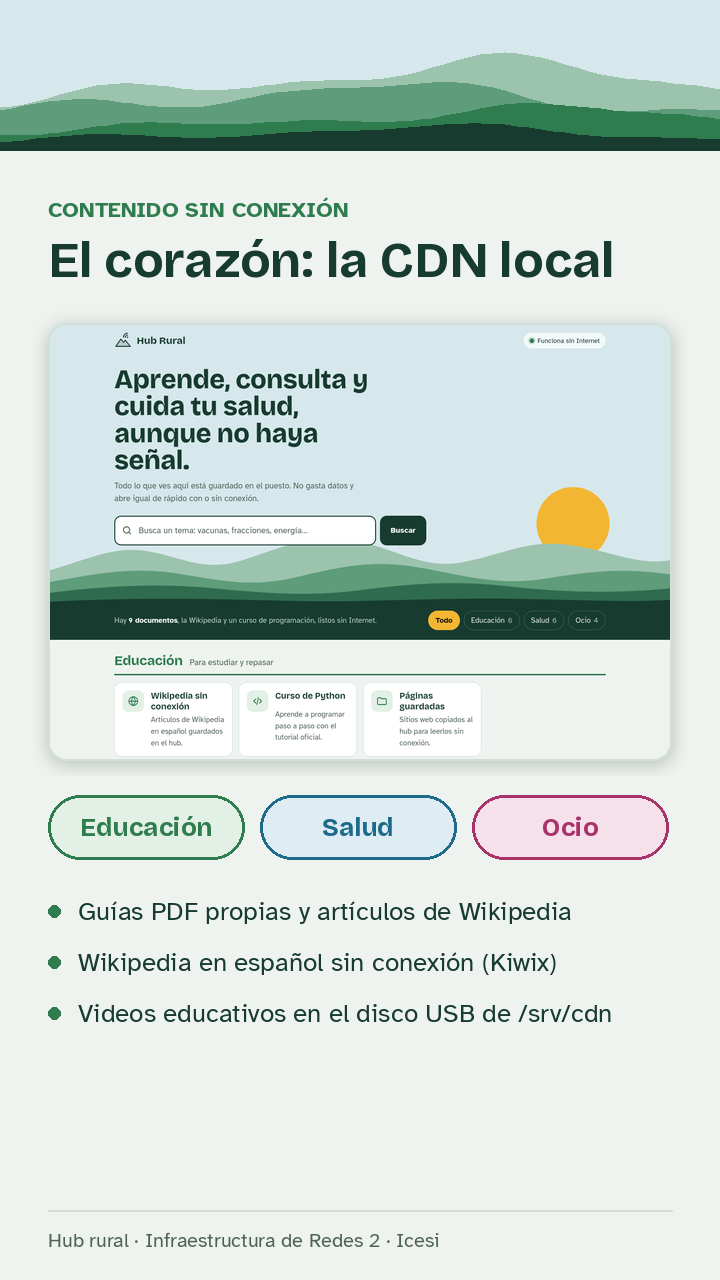 CONTENIDO SIN CONEXIÓN
El corazón: la CDN local
Hub Rural
Funciona sin Internet
Aprende, consulta y
cuida tu salud,
aunque no haya
señal.
Todo lo que ves aquí está guardado en el puesto. No gasta datos y
abre igual de rápido con o sin conexión.
Busca un tema: vacunas, fracciones, energía...
Buscar
Hay 9 documentos, la Wikipedia y un curso de programación, listos sin Internet.
Todo
Educación 6
Salud 6
Ocio 4
Educación Para estudiar y repasar
Wikipedia sin
conexión
Artículos de Wikipedia
en español guardados
en el hub.
Curso de Python
Aprende a programar
paso a paso con el
tutorial oficial.
Páginas
guardadas
Sitios web copiados al
hub para leerlos sin
conexión.
Educación
Salud
Ocio
Guías PDF propias y artículos de Wikipedia
Wikipedia en español sin conexión (Kiwix)
Videos educativos en el disco USB de /srv/cdn
Hub rural · Infraestructura de Redes 2 · Icesi